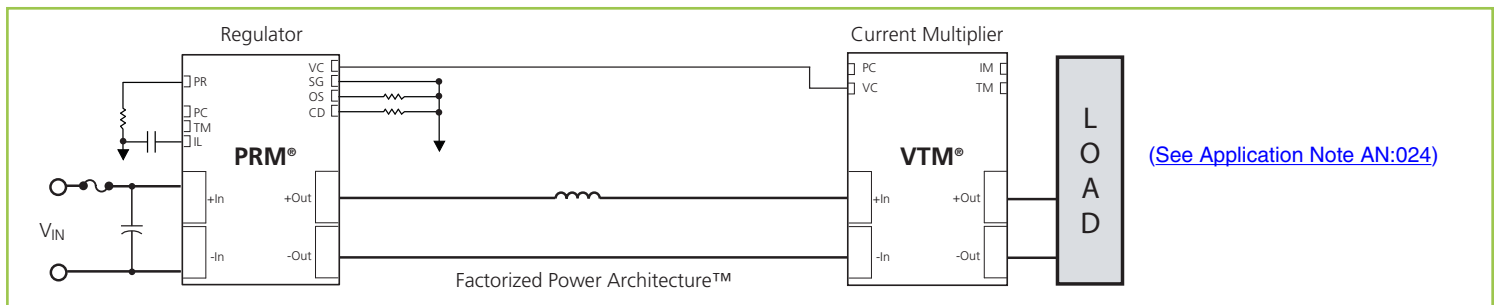 Regulator
Current Multiplier
PR
PC
TM
IL
VC
SG
OS
CD
PRM®
+In
-In
+Out
-Out
VIN
Factorized Power Architecture™
PC
VC
IM
TM
VTM®
+In
-In
+Out
-Out
LOAD
(See Application Note AN:024)